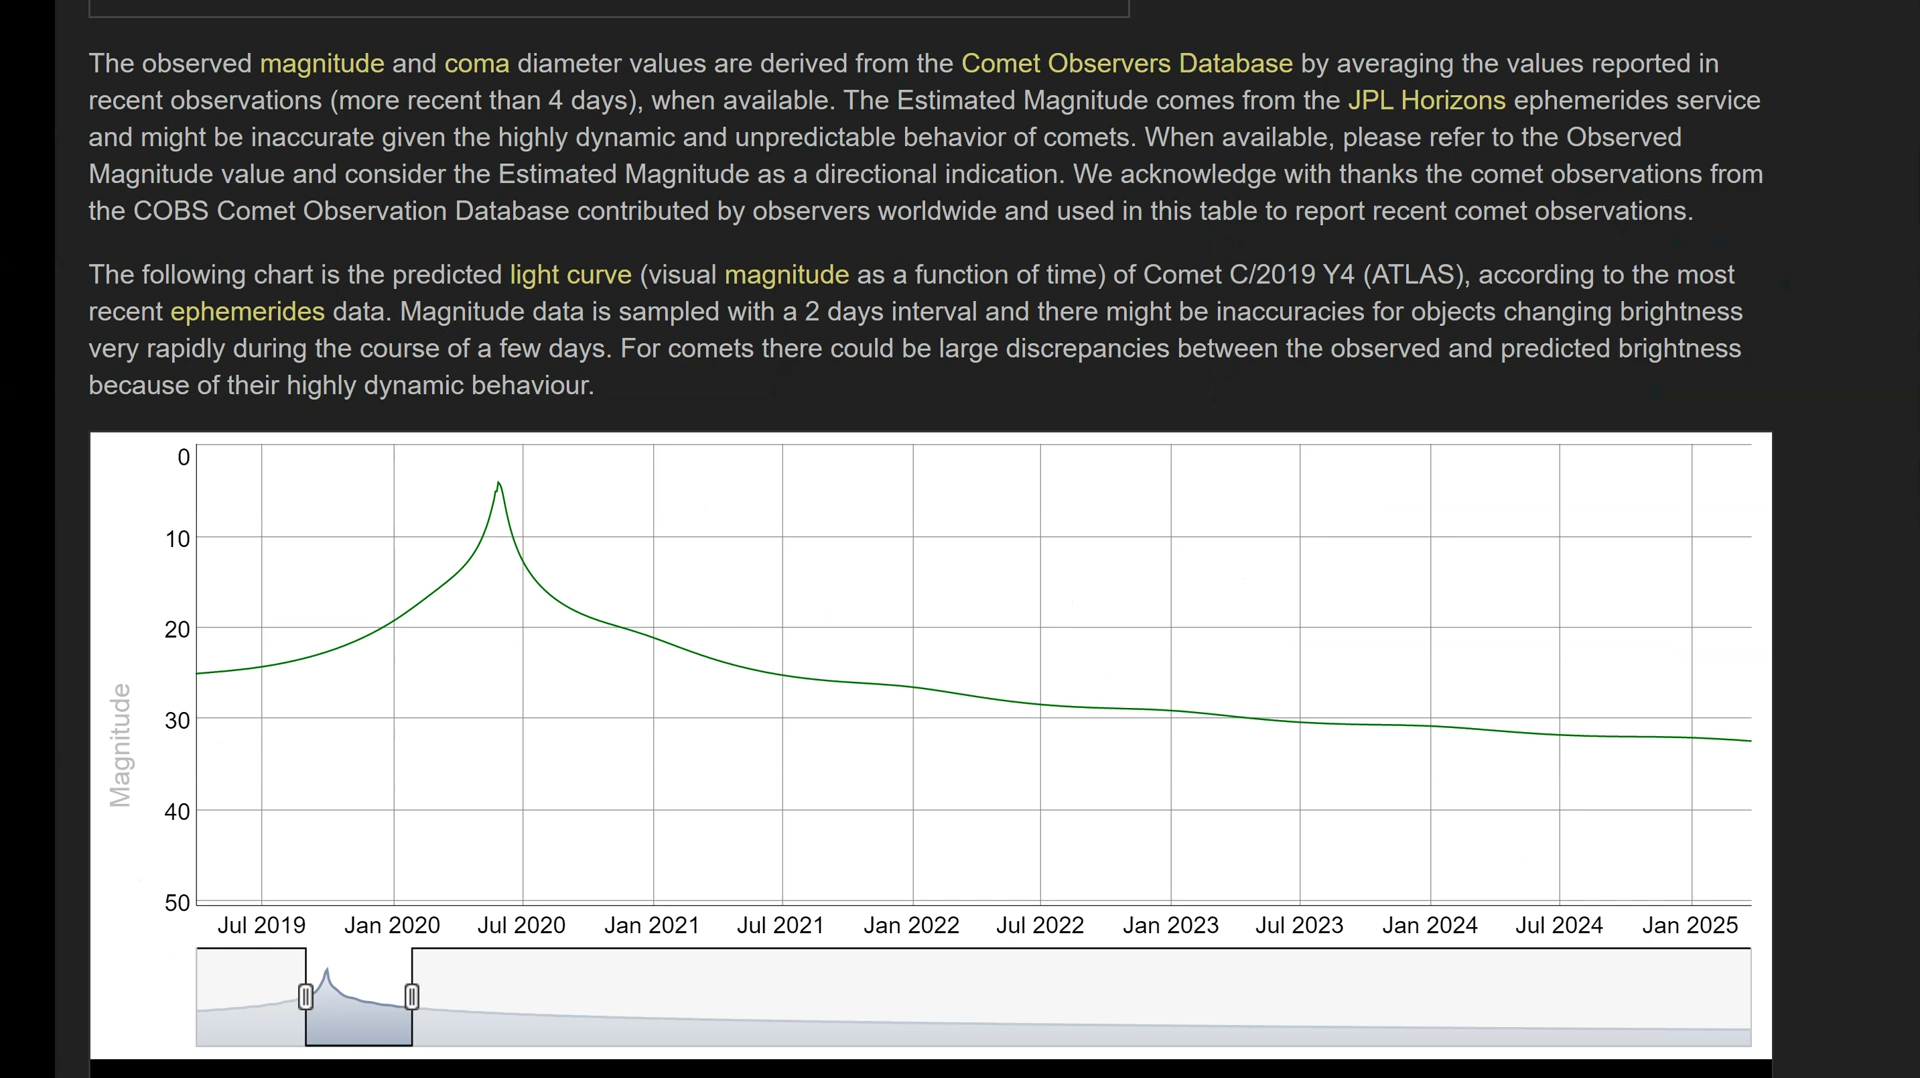 The observed magnitude and coma diameter values are derived from the Comet Observers Database by averaging the values reported in
recent observations (more recent than 4 days), when available. The Estimated Magnitude comes from the JPL Horizons ephemerides service
and might be inaccurate given the highly dynamic and unpredictable behavior of comets. When available, please refer to the Observed
Magnitude value and consider the Estimated Magnitude as a directional indication. We acknowledge with thanks the comet observations from
the COBS Comet Observation Database contributed by observers worldwide and used in this table to report recent comet observations.
The following chart is the predicted light curve (visual magnitude as a function of time) of Comet C/2019 Y4 (ATLAS), according to the most
recent ephemerides data. Magnitude data is sampled with a 2 days interval and there might be inaccuracies for objects changing brightness
very rapidly during the course of a few days. For comets there could be large discrepancies between the observed and predicted brightness
because of their highly dynamic behaviour.
0
10
20
30
40
50
Magnitude
Jul 2019 Jan 2020 Jul 2020 Jan 2021 Jul 2021 Jan 2022 Jul 2022 Jan 2023 Jul 2023 Jan 2024 Jul 2024 Jan 2025